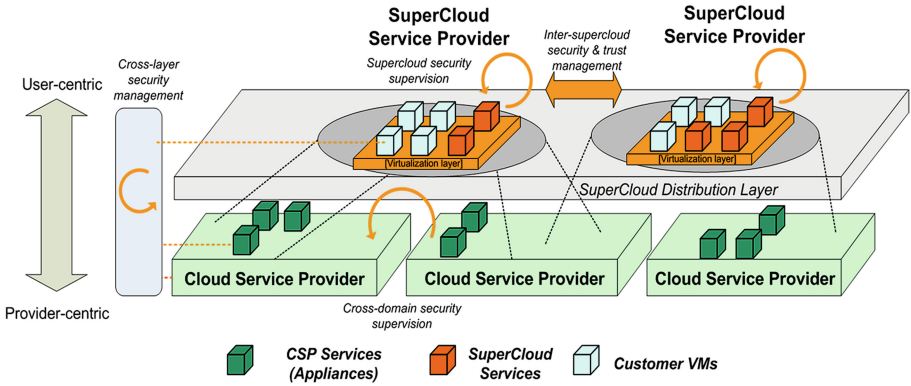 SuperCloud
Service Provider
SuperCloud
Service Provider
Inter-supercloud
security & trust
management
Supercloud security
supervision
Cross-layer
security
management
User-centric
[Virtualization layer]
[Virtualization layer]
SuperCloud Distribution Layer
Cloud Service Provider
Cloud Service Provider
Cloud Service Provider
Provider-centric
Cross-domain security
supervision
CSP Services
(Appliances)
SuperCloud
Services
Customer VMs